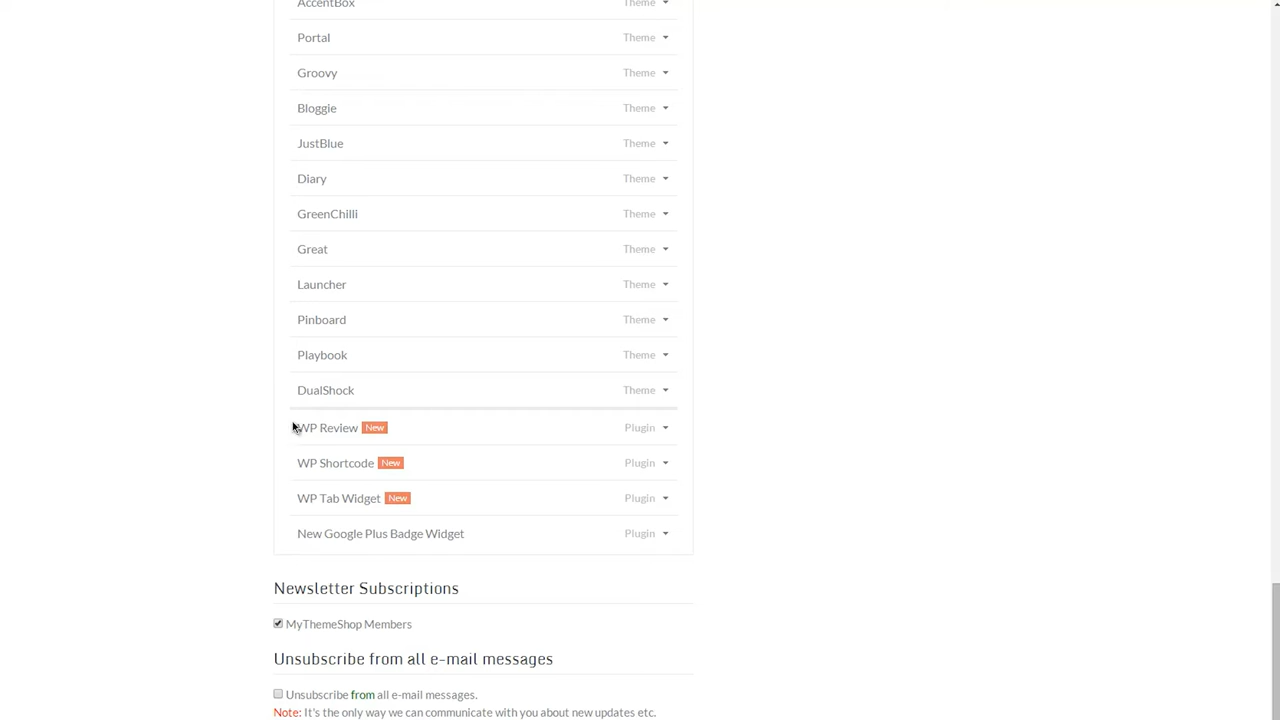 AccentBox Theme
Portal Theme
Groovy Theme
Bloggie Theme
JustBlue Theme
Diary Theme
GreenChilli Theme
Great Theme
Launcher Theme
Pinboard Theme
Playbook Theme
DualShock Theme
WP Review New Plugin
WP Shortcode New Plugin
WP Tab Widget New Plugin
New Google Plus Badge Widget Plugin
Newsletter Subscriptions
MyThemeShop Members
Unsubscribe from all e-mail messages
Unsubscribe from all e-mail messages.
Note: It's the only way we can communicate with you about new updates etc.